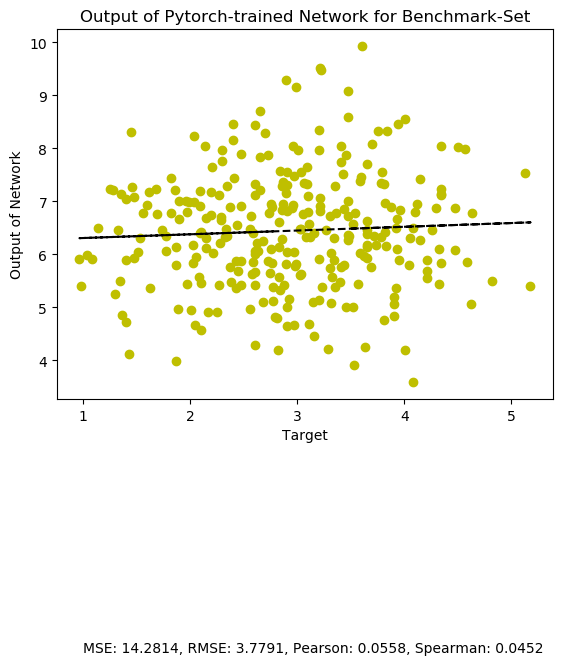 Output of Pytorch-trained Network for Benchmark-Set
10
9
8
7
6
5
4
Output of Network
1 2 3 4 5
Target
MSE: 14.2814, RMSE: 3.7791, Pearson: 0.0558, Spearman: 0.0452